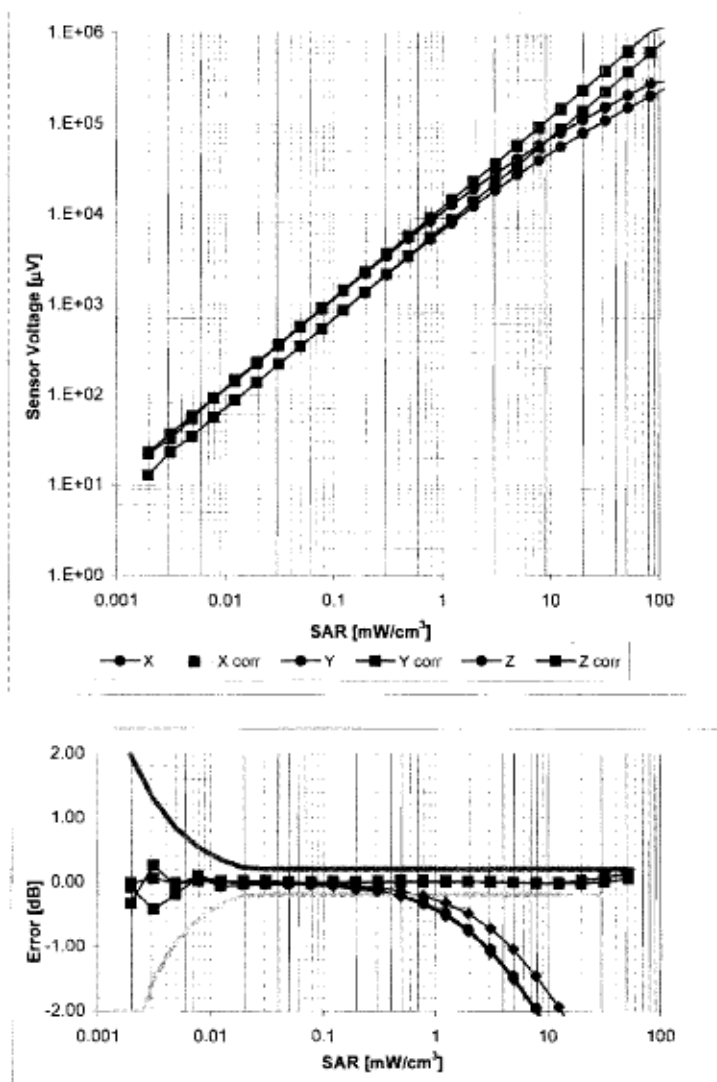 1.E+06
1.E+05
1.E+04
1.E+03
1.E+02
1.E+01
1.E+00
Sensor Voltage [µV]
0.001 0.01 0.1 1 10 100
SAR [mW/cm³]
X X corr Y Y corr Z Z corr
2.00
1.00
0.00
-1.00
-2.00
Error [dB]
0.001 0.01 0.1 1 10 100
SAR [mW/cm³]